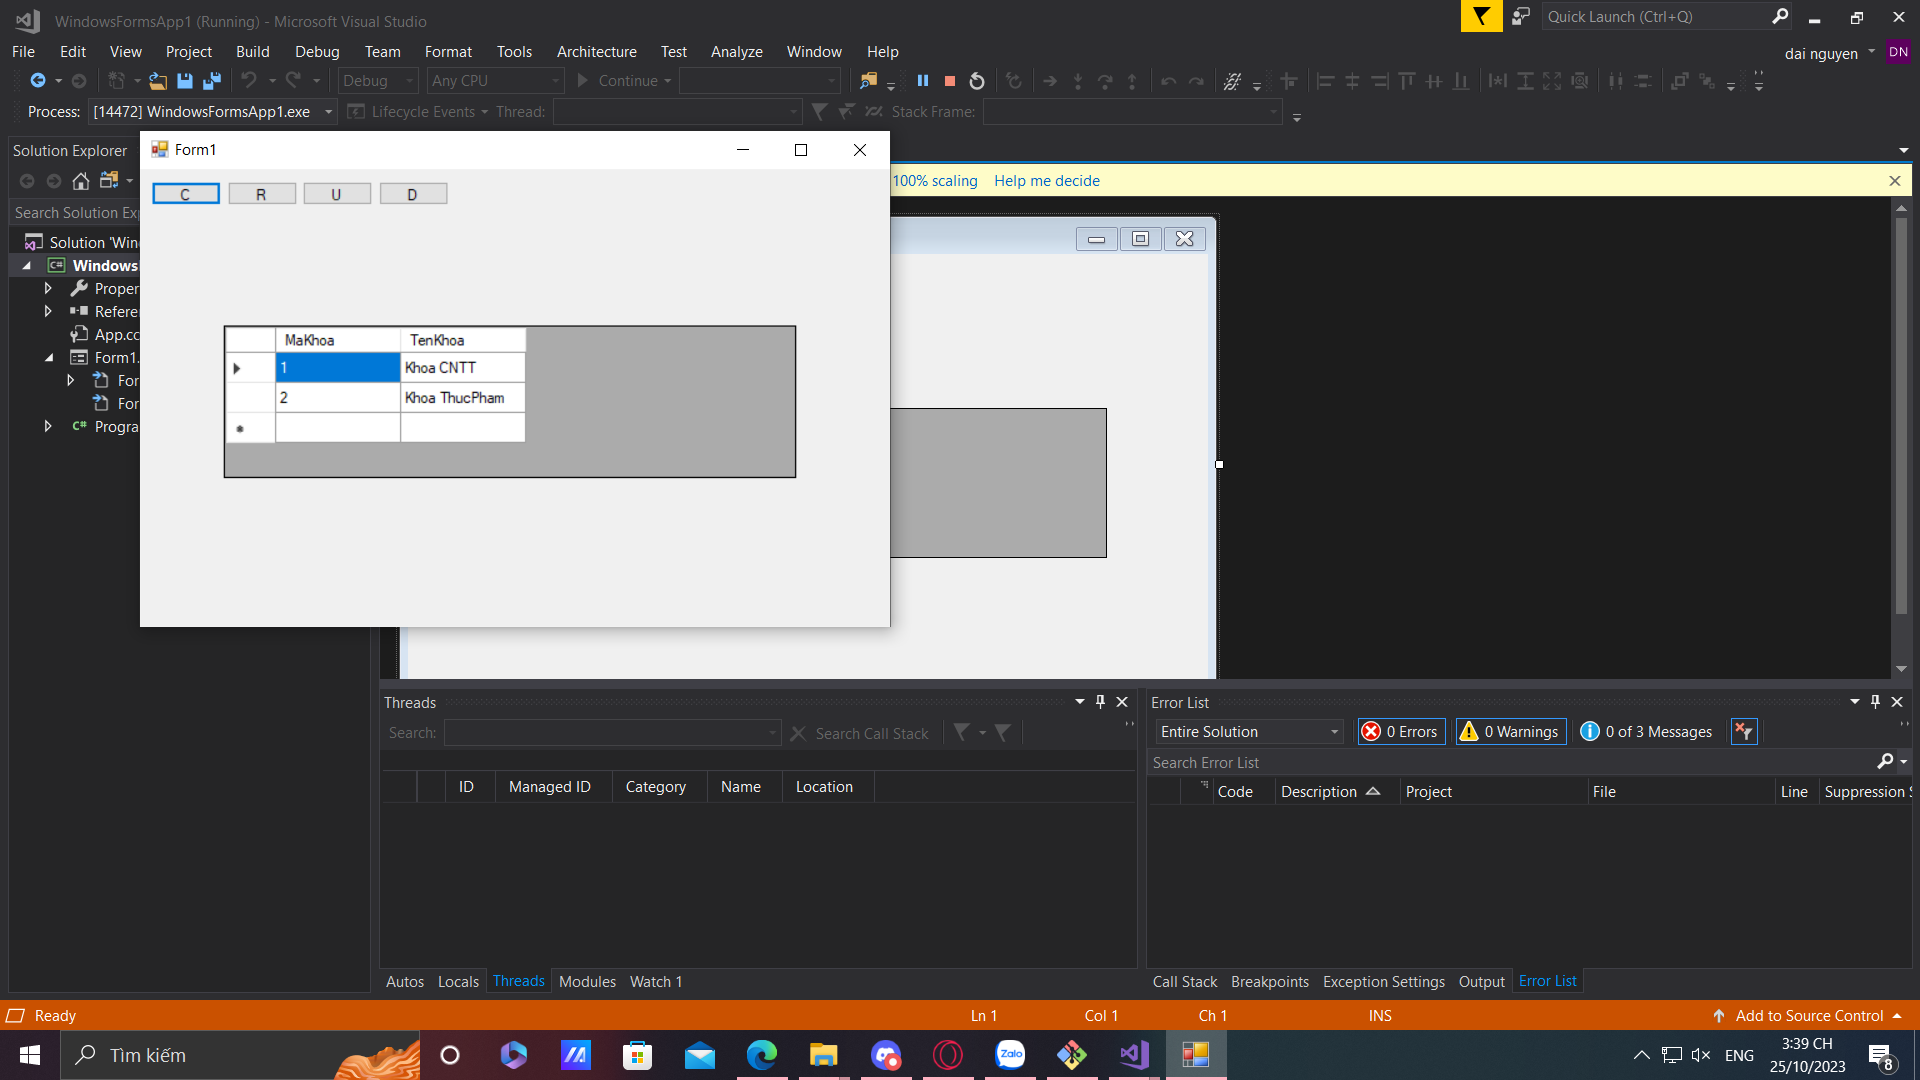 WindowsFormsApp1 (Running) - Microsoft Visual Studio
Quick Launch (Ctrl+Q)
File Edit View Project Build Debug Team Format Tools Architecture Test Analyze Window Help
dai nguyen DN
Debug Any CPU Continue
Process: [14472] WindowsFormsApp1.exe Lifecycle Events Thread: Stack Frame:
Solution Explorer
Form1
100% scaling Help me decide
C R U D
Search Solution Exp
Solution 'Wind
Windows
Proper
Refere
App.co
Form1.
For
For
Progra
MaKhoa TenKhoa
1 Khoa CNTT
2 Khoa ThucPham
Threads
Search: Search Call Stack
ID Managed ID Category Name Location
Autos Locals Threads Modules Watch 1
Error List
Entire Solution 0 Errors 0 Warnings 0 of 3 Messages
Search Error List
Code Description Project File Line Suppression S
Call Stack Breakpoints Exception Settings Output Error List
Ready Ln 1 Col 1 Ch 1 INS Add to Source Control
Tìm kiếm
Zalo
ENG
3:39 CH
25/10/2023
8